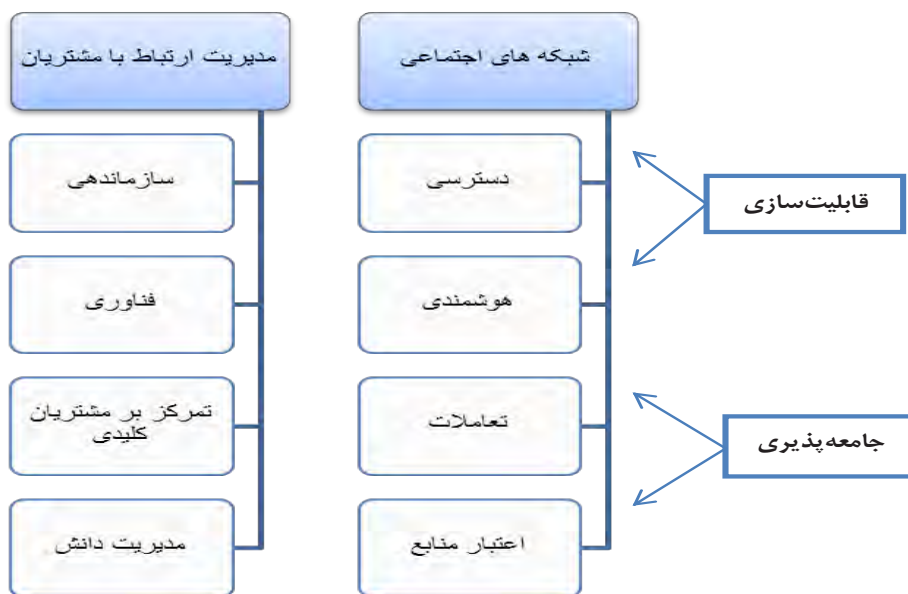 شبکه های اجتماعی
دسترسی
هوشمندی
تعاملات
اعتبار منابع
قابلیت‌سازی
جامعه‌پذیری
مدیریت ارتباط با مشتریان
سازماندهی
فناوری
تمرکز بر مشتریان
کلیدی
مدیریت دانش